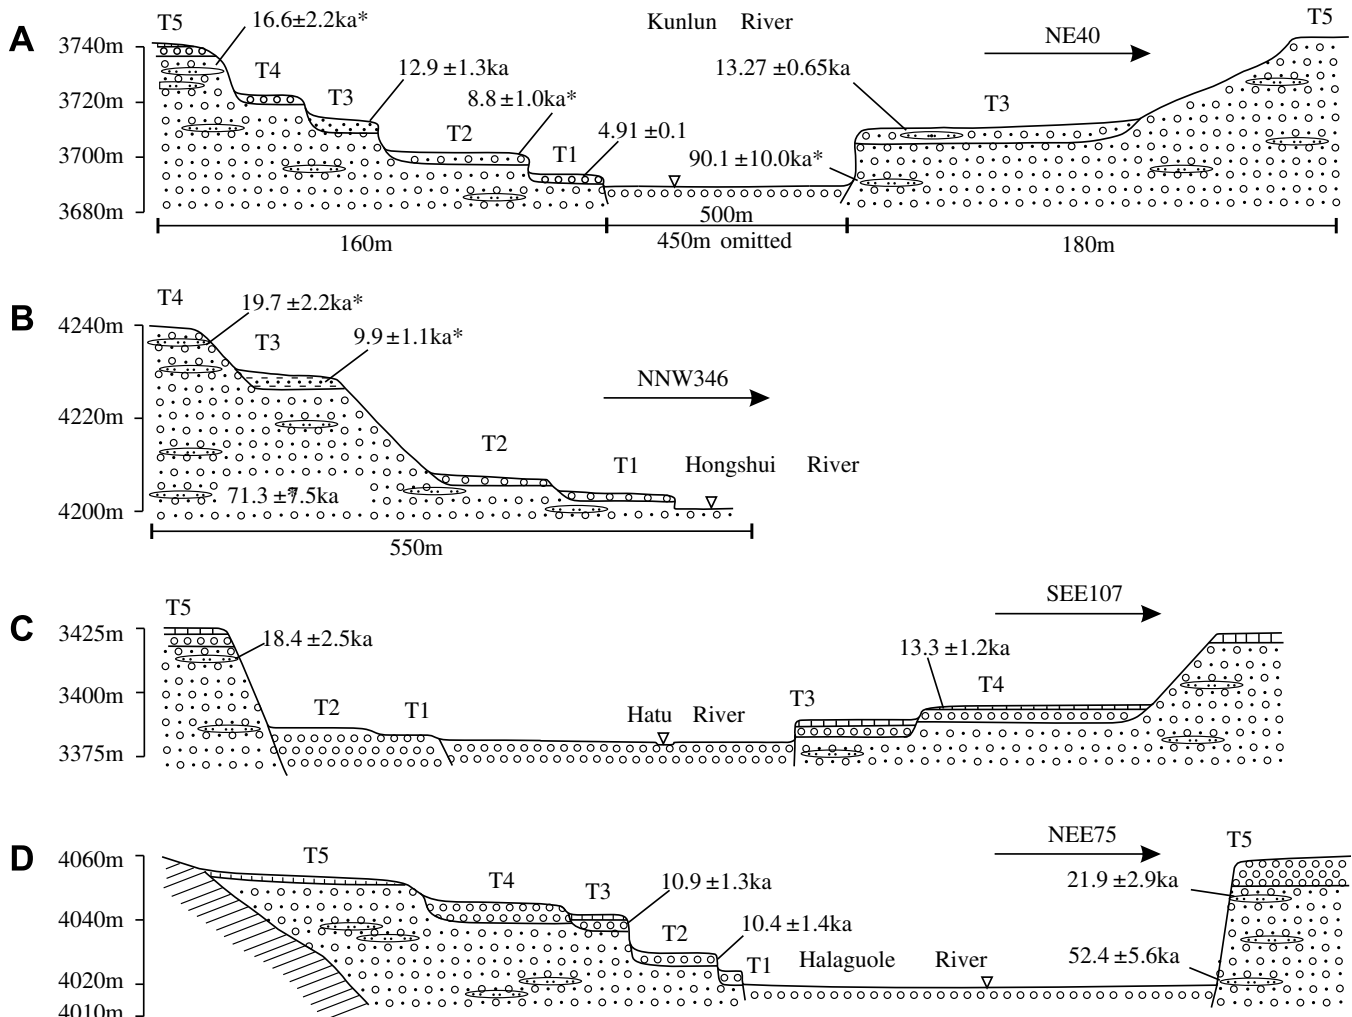 A
T5
16.6±2.2ka*
Kunlun River
T5
3740m
NE40
T4
12.9 ±1.3ka
13.27 ±0.65ka
3720m
T3
8.8 ±1.0ka*
T3
T2
4.91 ±0.1
3700m
T1
90.1 ±10.0ka*
3680m
500m
160m
450m omitted
180m
B
T4
19.7 ±2.2ka*
4240m
T3
9.9 ±1.1ka*
NNW346
4220m
T2
T1
Hongshui River
71.3 ±7.5ka
4200m
550m
C
T5
SEE107
3425m
18.4 ±2.5ka
13.3 ±1.2ka
3400m
T2
T1
Hatu River
T3
T4
3375m
D
NEE75
T5
4060m
T5
T4
T3
10.9 ±1.3ka
21.9 ±2.9ka
4040m
T2
10.4 ±1.4ka
T1
Halaguole River
52.4 ±5.6ka
4020m
4010m